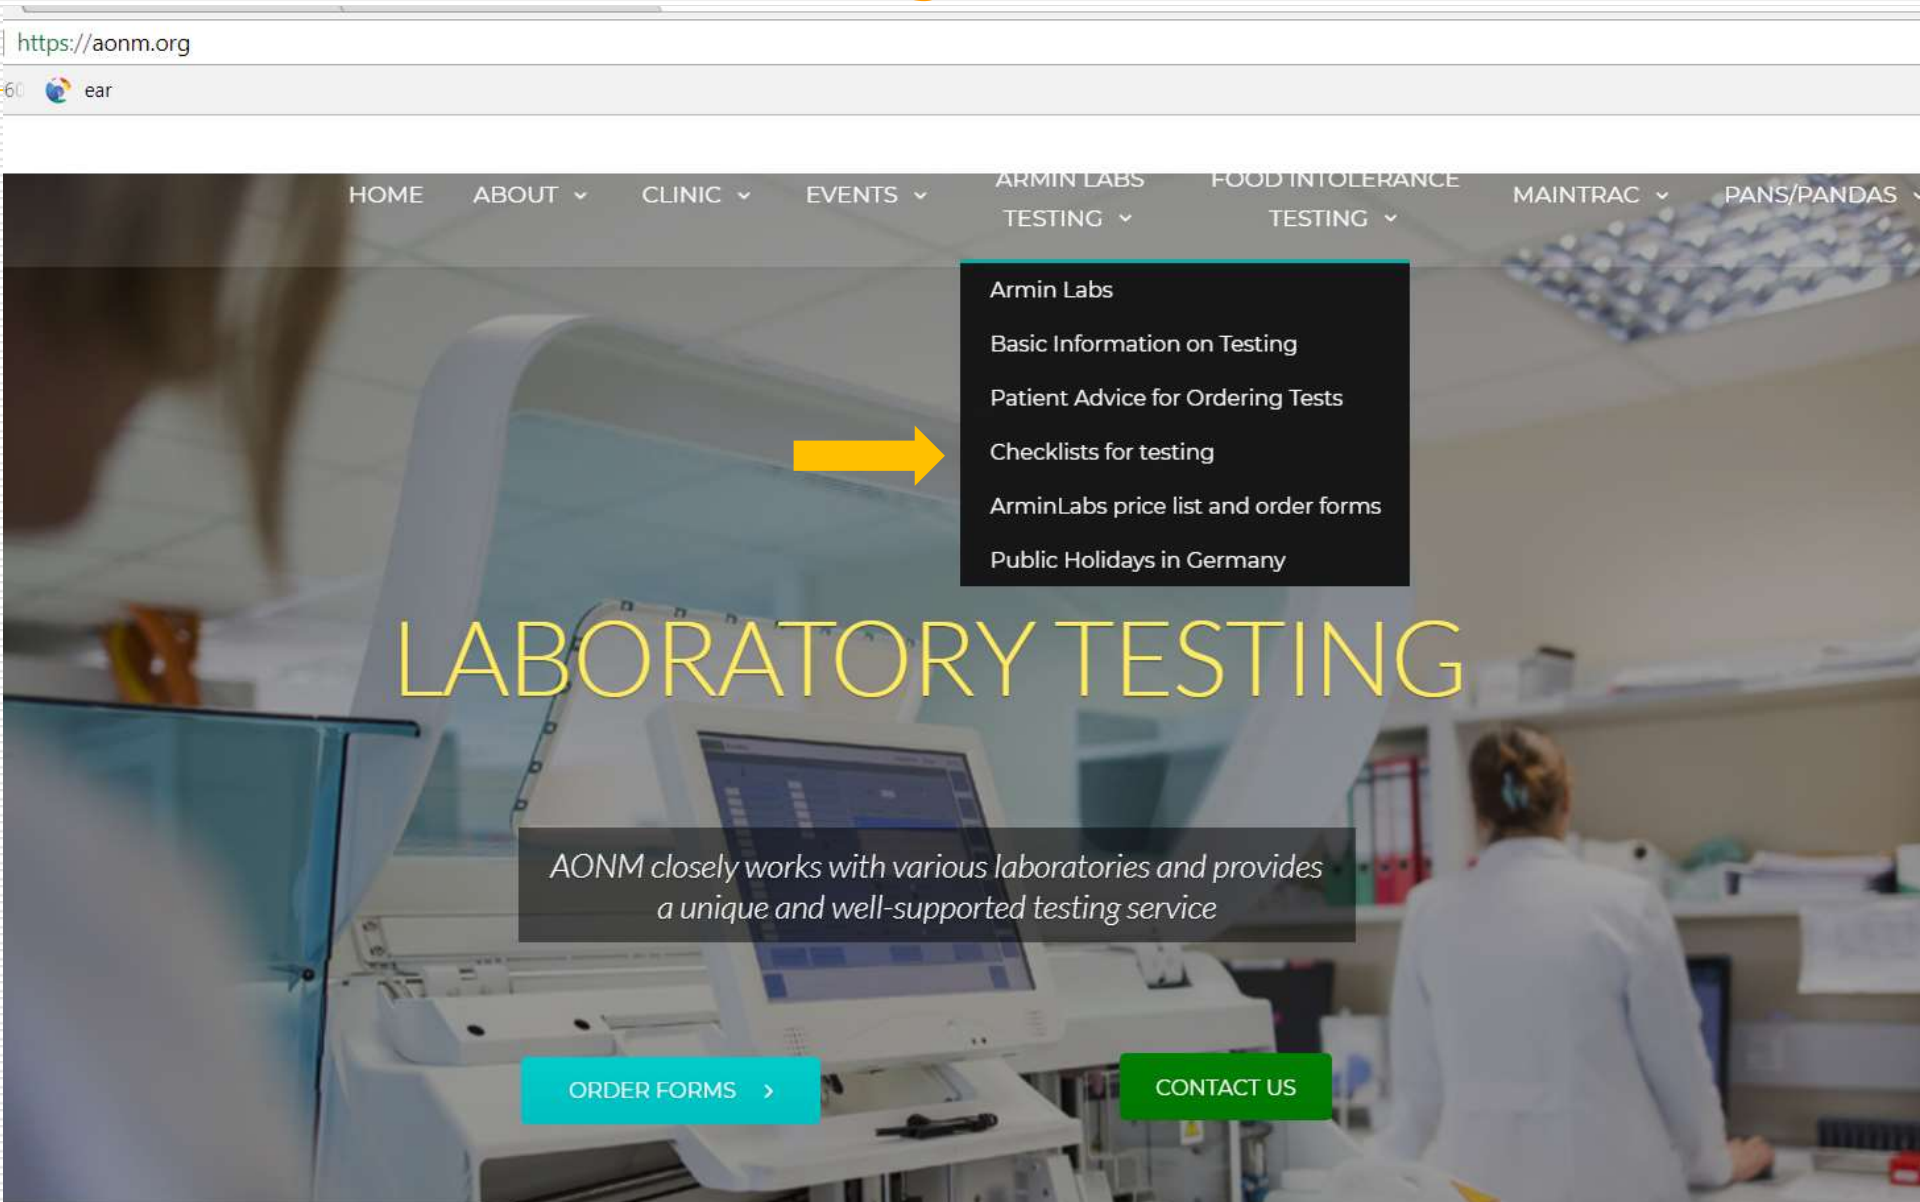 https://aonm.org
ear
HOME ABOUT CLINIC EVENTS ARMIN LABS TESTING FOOD INTOLERANCE TESTING MAINTRAC PANS/PANDAS
Armin Labs
Basic Information on Testing
Patient Advice for Ordering Tests
Checklists for testing
ArminLabs price list and order forms
Public Holidays in Germany
LABORATORY TESTING
AONM closely works with various laboratories and provides
a unique and well-supported testing service
ORDER FORMS
CONTACT US